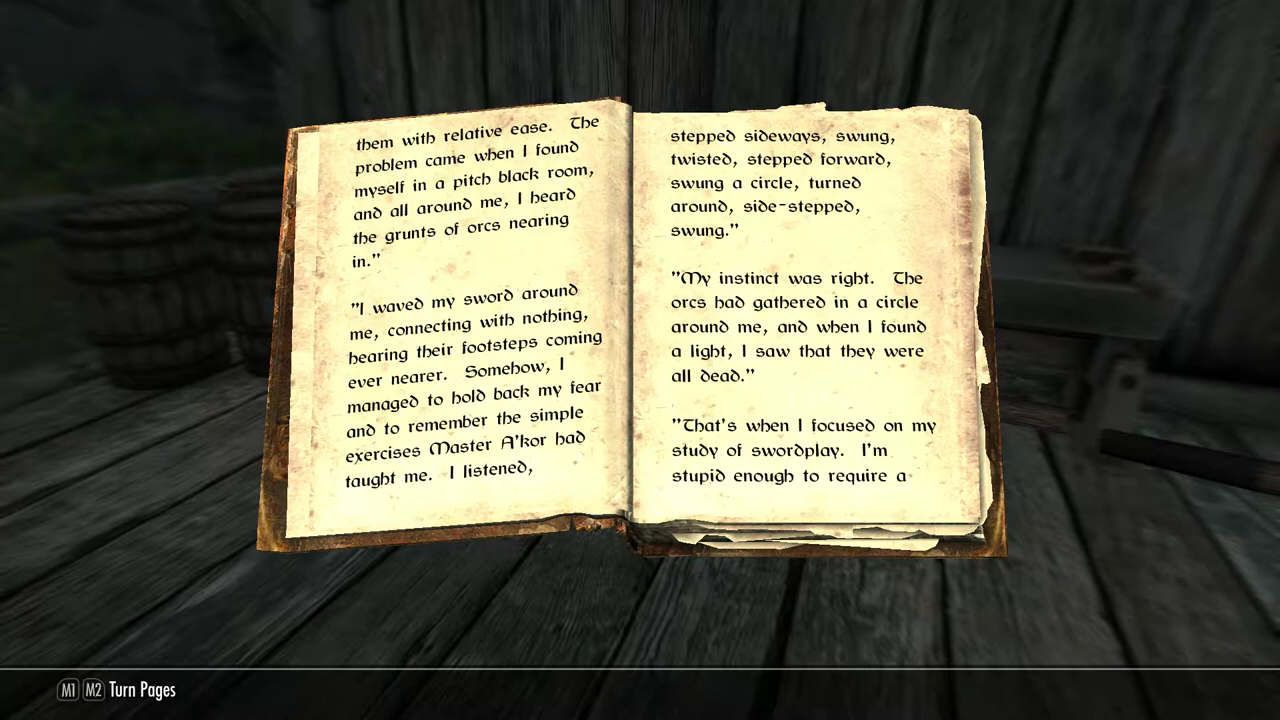 them with relative ease.  The
problem came when I found
myself in a pitch black room,
and all around me, I heard
the grunts of orcs nearing
in."
"I waved my sword around
me, connecting with nothing,
hearing their footsteps coming
ever nearer.  Somehow, I
managed to hold back my fear
and to remember the simple
exercises Master A'kor had
taught me.  I listened,
stepped sideways, swung,
twisted, stepped forward,
swung a circle, turned
around, side-stepped,
swung."
"My instinct was right.  The
orcs had gathered in a circle
around me, and when I found
a light, I saw that they were
all dead."
"That's when I focused on my
study of swordplay.  I'm
stupid enough to require a
M1 M2 Turn Pages